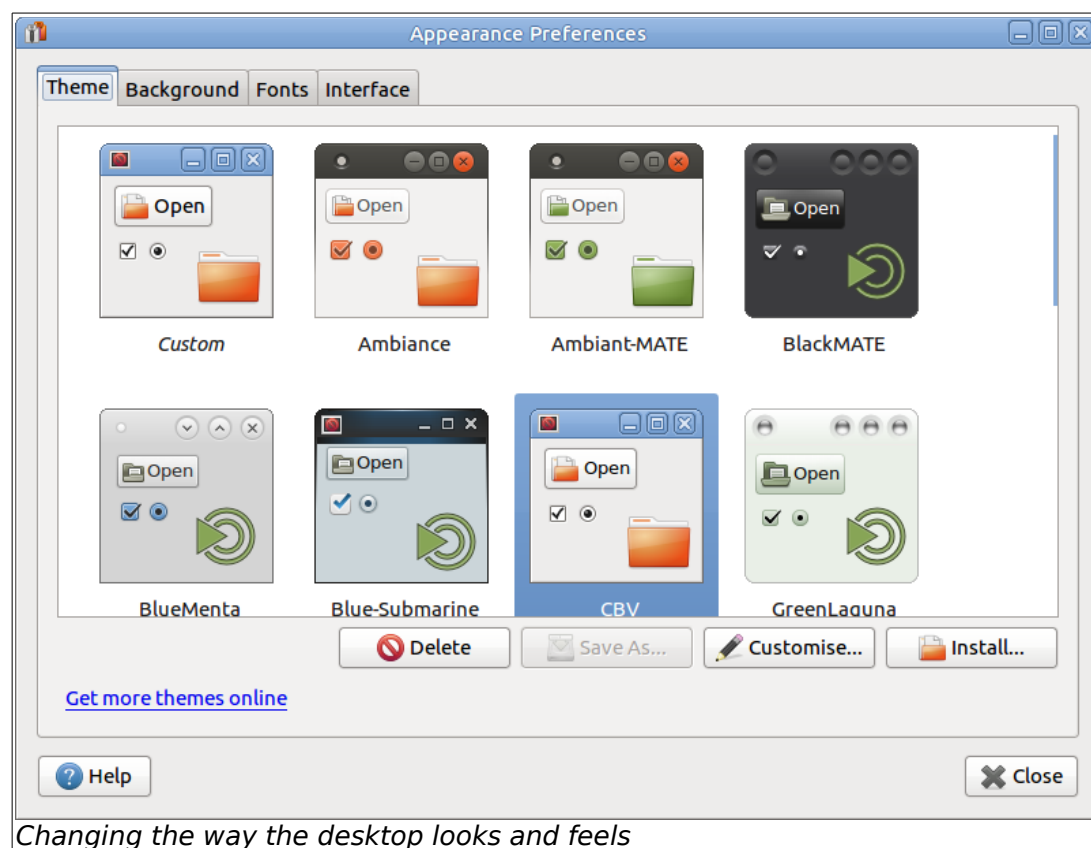 Appearance Preferences
Theme Background Fonts Interface
Open Open Open Open
Custom Ambiance Ambiant-MATE BlackMATE
Open Open Open Open
BlueMenta Blue-Submarine CBV GreenLaguna
Delete Save As... Customise... Install...
Get more themes online
Help Close
Changing the way the desktop looks and feels